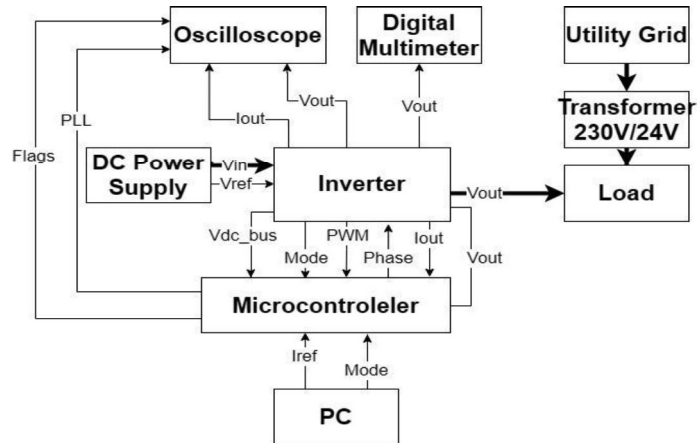 Oscilloscope
Digital
Multimeter
Utility Grid
Transformer
230V/24V
Load
PLL
Flags
Iout
Vout
Vout
DC Power
Supply
Vin
Vref
Inverter
Vout
Vdc_bus
Mode
PWM
Phase
Iout
Vout
Microcontroleler
Iref
Mode
PC